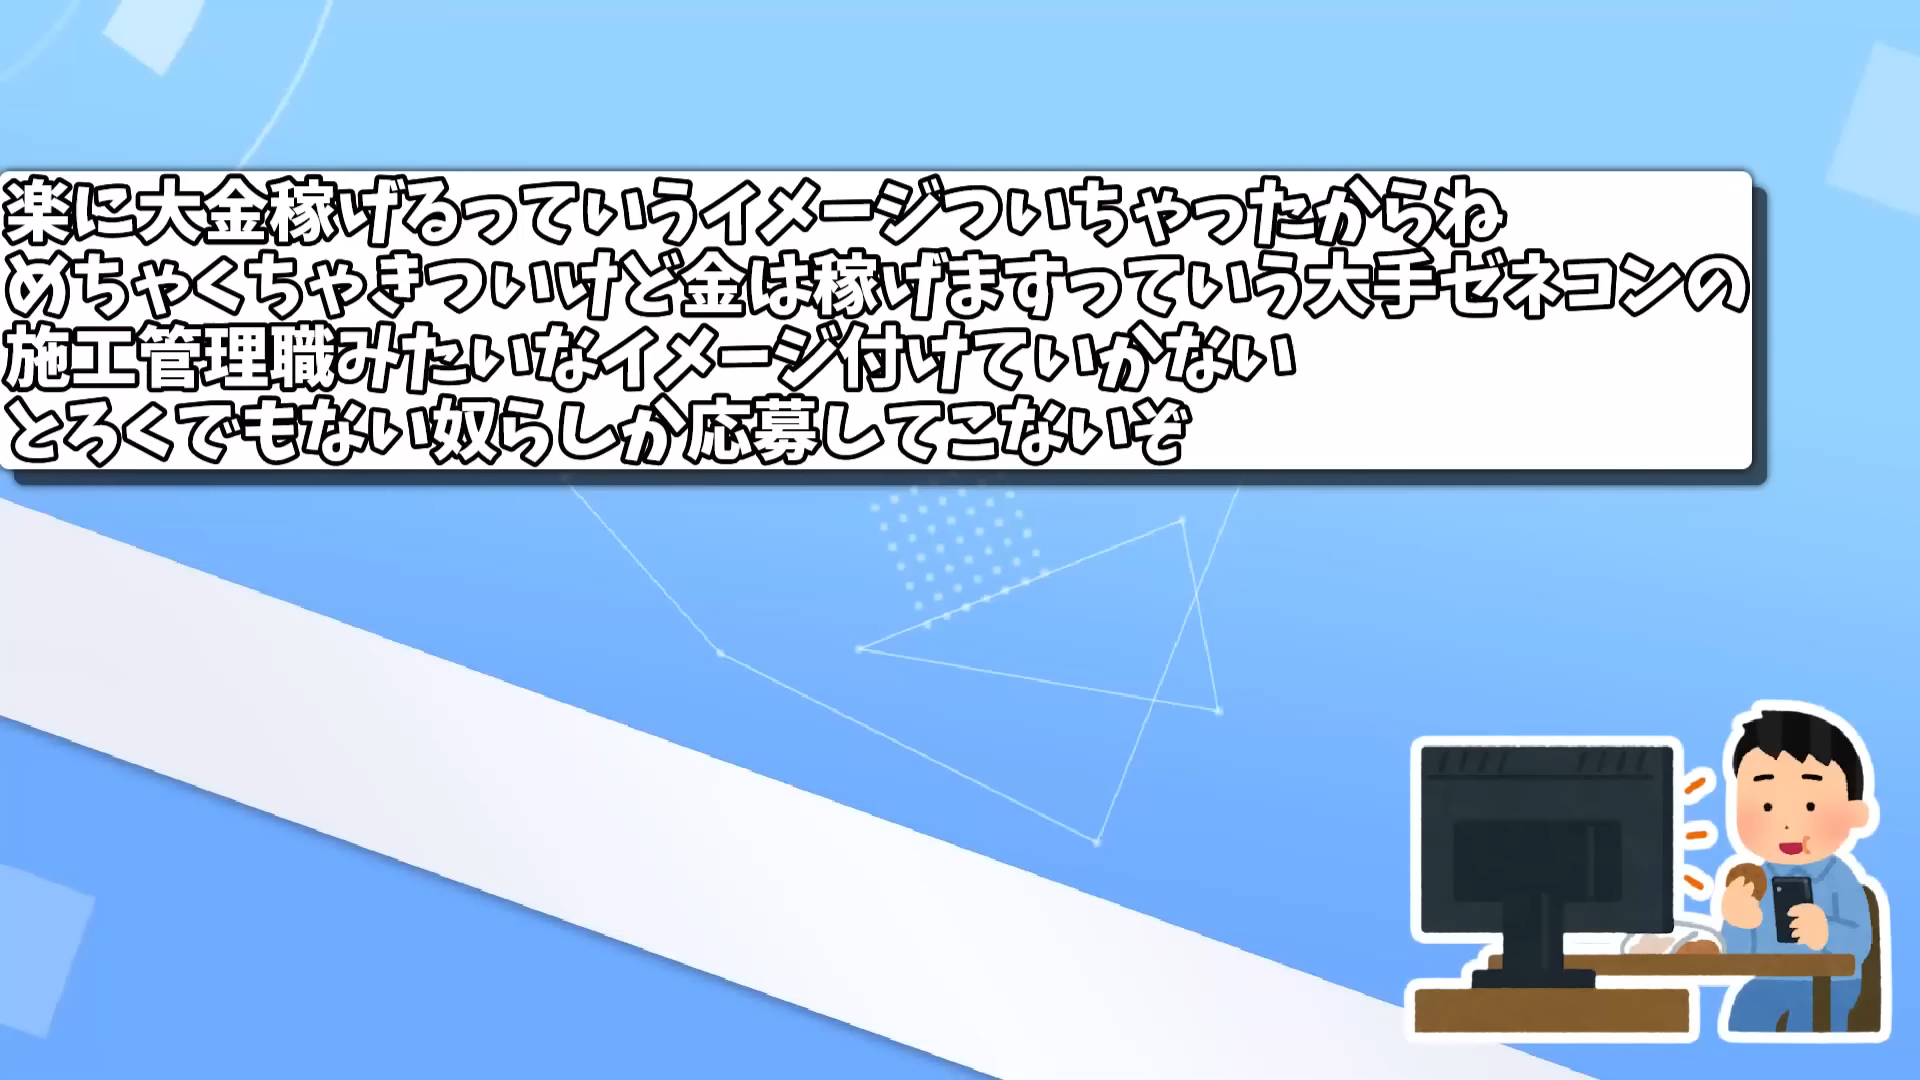 楽に大金稼げるっていうイメージついちゃったからね
めちゃくちゃきついけど金は稼げますっていう大手ゼネコンの
施工管理職みたいなイメージ付けていかない
とろくでもない奴らしか応募してこないぞ